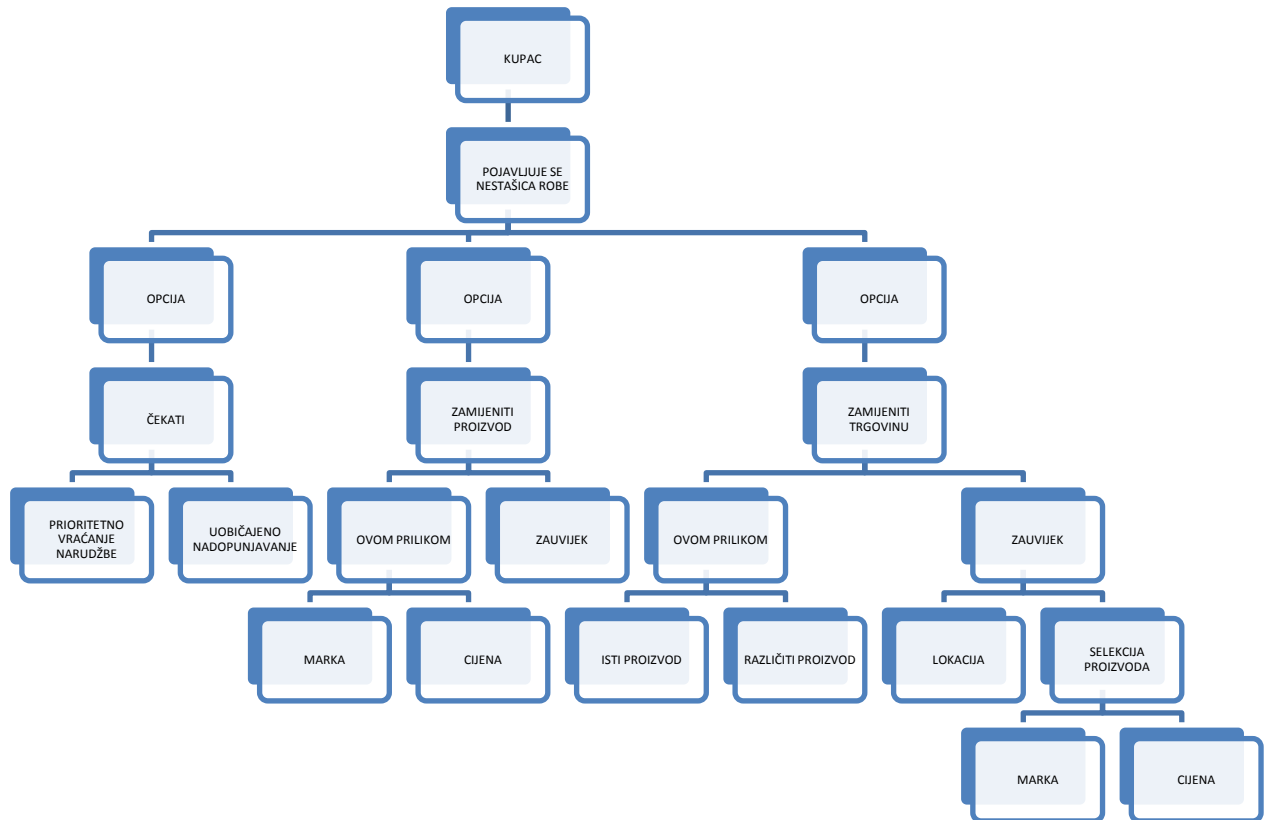 KUPAC
POJAVLJUJE SE
NESTAŠICA ROBE
OPCIJA
OPCIJA
OPCIJA
ČEKATI
ZAMIJENITI
PROIZVOD
ZAMIJENITI
TRGOVINU
PRIORITETNO
VRAĆANJE
NARUDŽBE
UOBIČAJENO
NADOPUNJAVANJE
OVOM PRILIKOM
ZAUVIJEK
OVOM PRILIKOM
ZAUVIJEK
MARKA
CIJENA
ISTI PROIZVOD
RAZLIČITI PROIZVOD
LOKACIJA
SELEKCIJA
PROIZVODA
MARKA
CIJENA